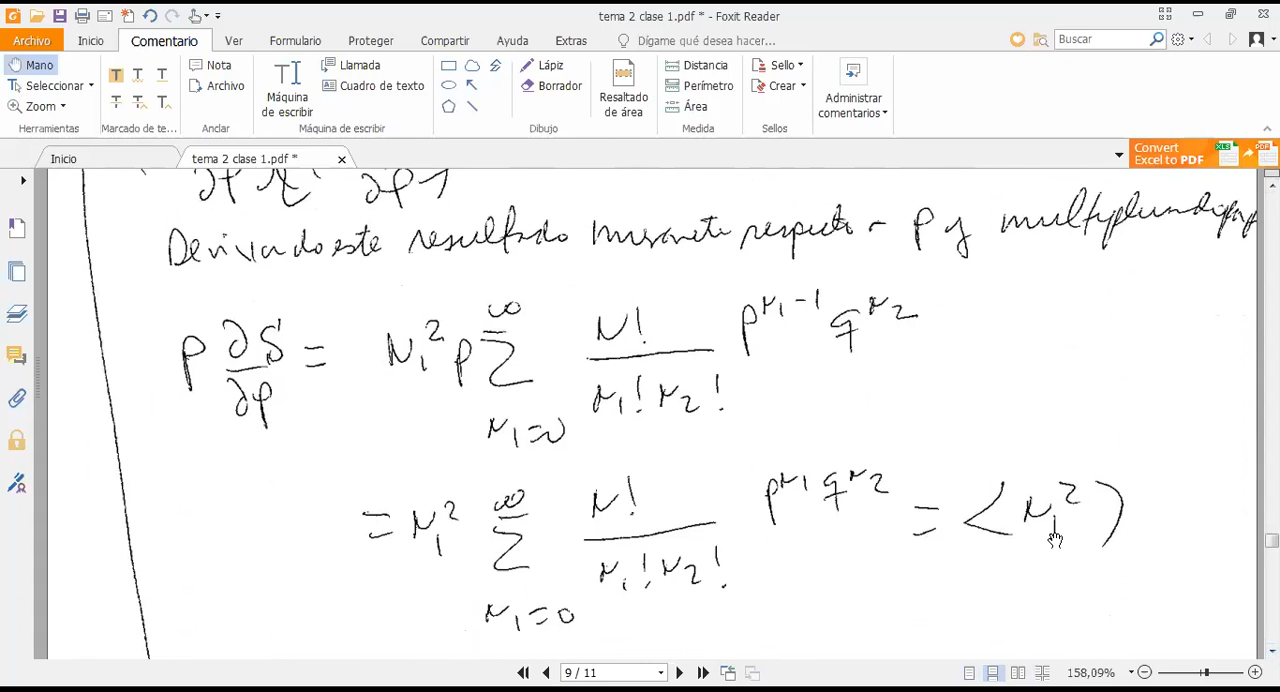 tema 2 clase 1.pdf * - Foxit Reader
Archivo Inicio Comentario Ver Formulario Proteger Compartir Ayuda Extras Dígame qué desea hacer... Buscar
Mano
Seleccionar
Zoom
Herramientas
Marcado de te...
Nota
Archivo
Anclar
Máquina de escribir
Llamada
Cuadro de texto
Máquina de escribir
Lápiz
Borrador
Resaltado de área
Dibujo
Distancia
Perímetro
Área
Medida
Sello
Crear
Sellos
Administrar comentarios
Inicio
tema 2 clase 1.pdf *
Convert Excel to PDF
XLS
PDF
Derivando este resultado nuevamente respecto a p y multiplicando por
p ∂S/∂p = N₁² p ∑_{N₁=0}^{∞} N!/(N₁! N₂!) p^{N₁-1} q^{N₂}
= N₁² ∑_{N₁=0}^{∞} N!/(N₁! N₂!) p^{N₁} q^{N₂} = <N₁²)
9 / 11
158,09%